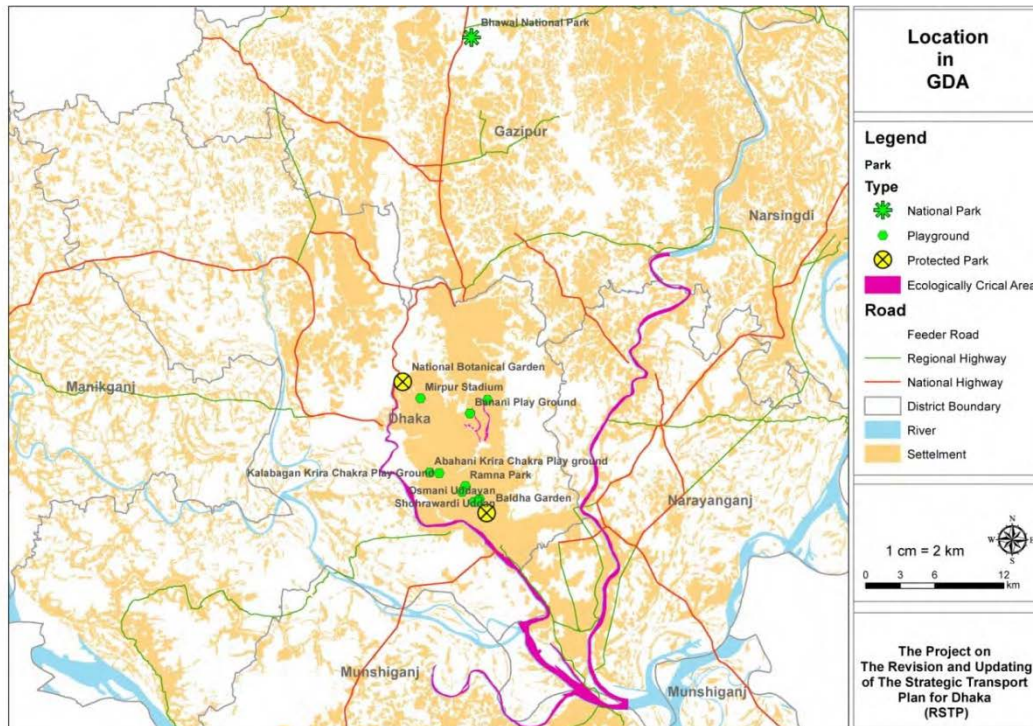 Bhawal National Park
Gazipur
Narsingdi
National Botanical Garden
Mirpur Stadium
Manikganj
Banani Play Ground
Dhaka
Abahani Krira Chakra Play ground
Kalabagan Krira Chakra Play Ground
Ramna Park
Osmani Uddayan
Baldha Garden
Narayanganj
Munshiganj
Munshiganj
Location
in
GDA
Legend
Park
Type
National Park
Playground
Protected Park
Ecologically Crical Area
Road
Feeder Road
Regional Highway
National Highway
District Boundary
River
Settelment
N
W
E
S
1 cm = 2 km
0 3 6 12
km
The Project on
The Revision and Updating
of The Strategic Transport
Plan for Dhaka
(RSTP)